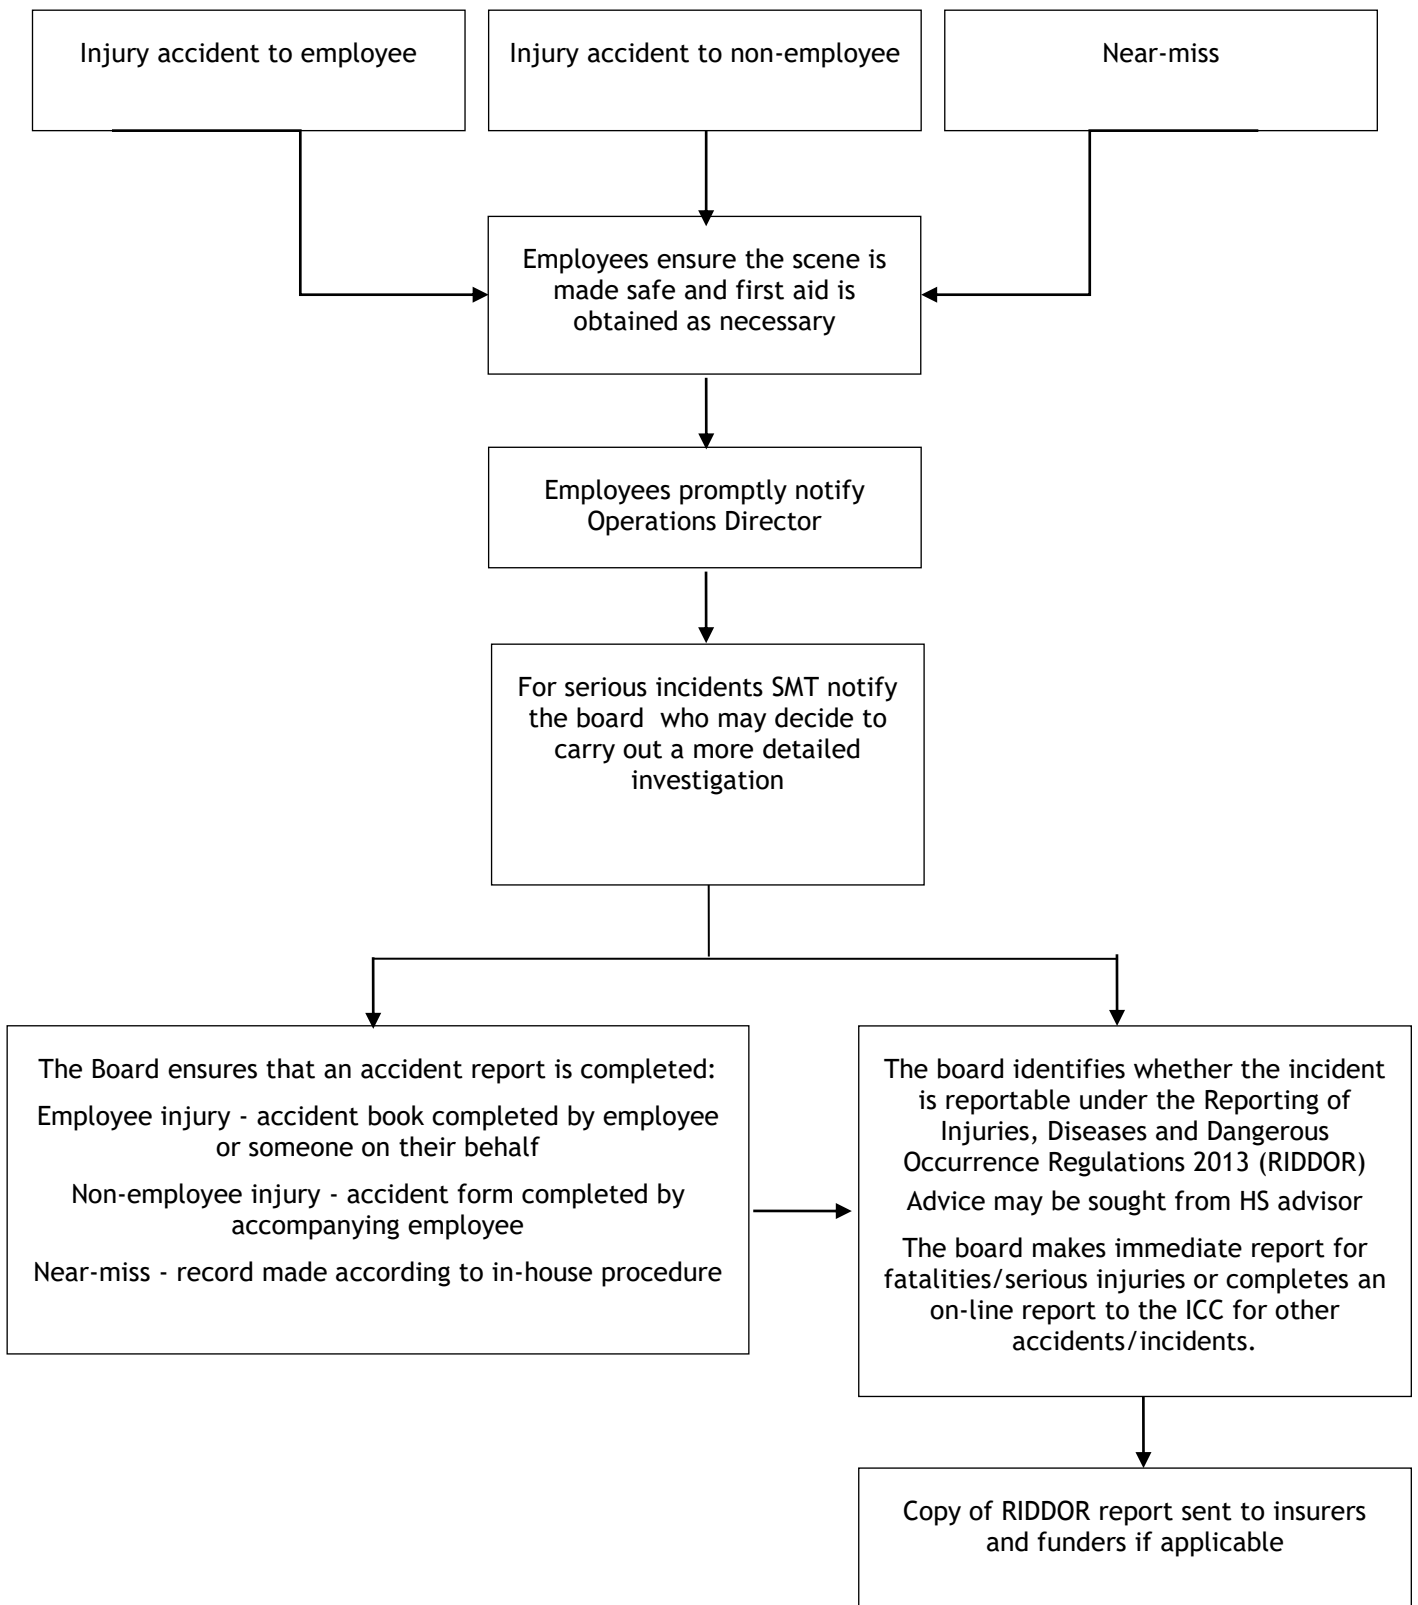 Injury accident to employee
Injury accident to non-employee
Near-miss
Employees ensure the scene is
made safe and first aid is
obtained as necessary
Employees promptly notify
Operations Director
For serious incidents SMT notify
the board  who may decide to
carry out a more detailed
investigation
The Board ensures that an accident report is completed:
Employee injury - accident book completed by employee
or someone on their behalf
Non-employee injury - accident form completed by
accompanying employee
Near-miss - record made according to in-house procedure
The board identifies whether the incident
is reportable under the Reporting of
Injuries, Diseases and Dangerous
Occurrence Regulations 2013 (RIDDOR)
Advice may be sought from HS advisor
The board makes immediate report for
fatalities/serious injuries or completes an
on-line report to the ICC for other
accidents/incidents.
Copy of RIDDOR report sent to insurers
and funders if applicable